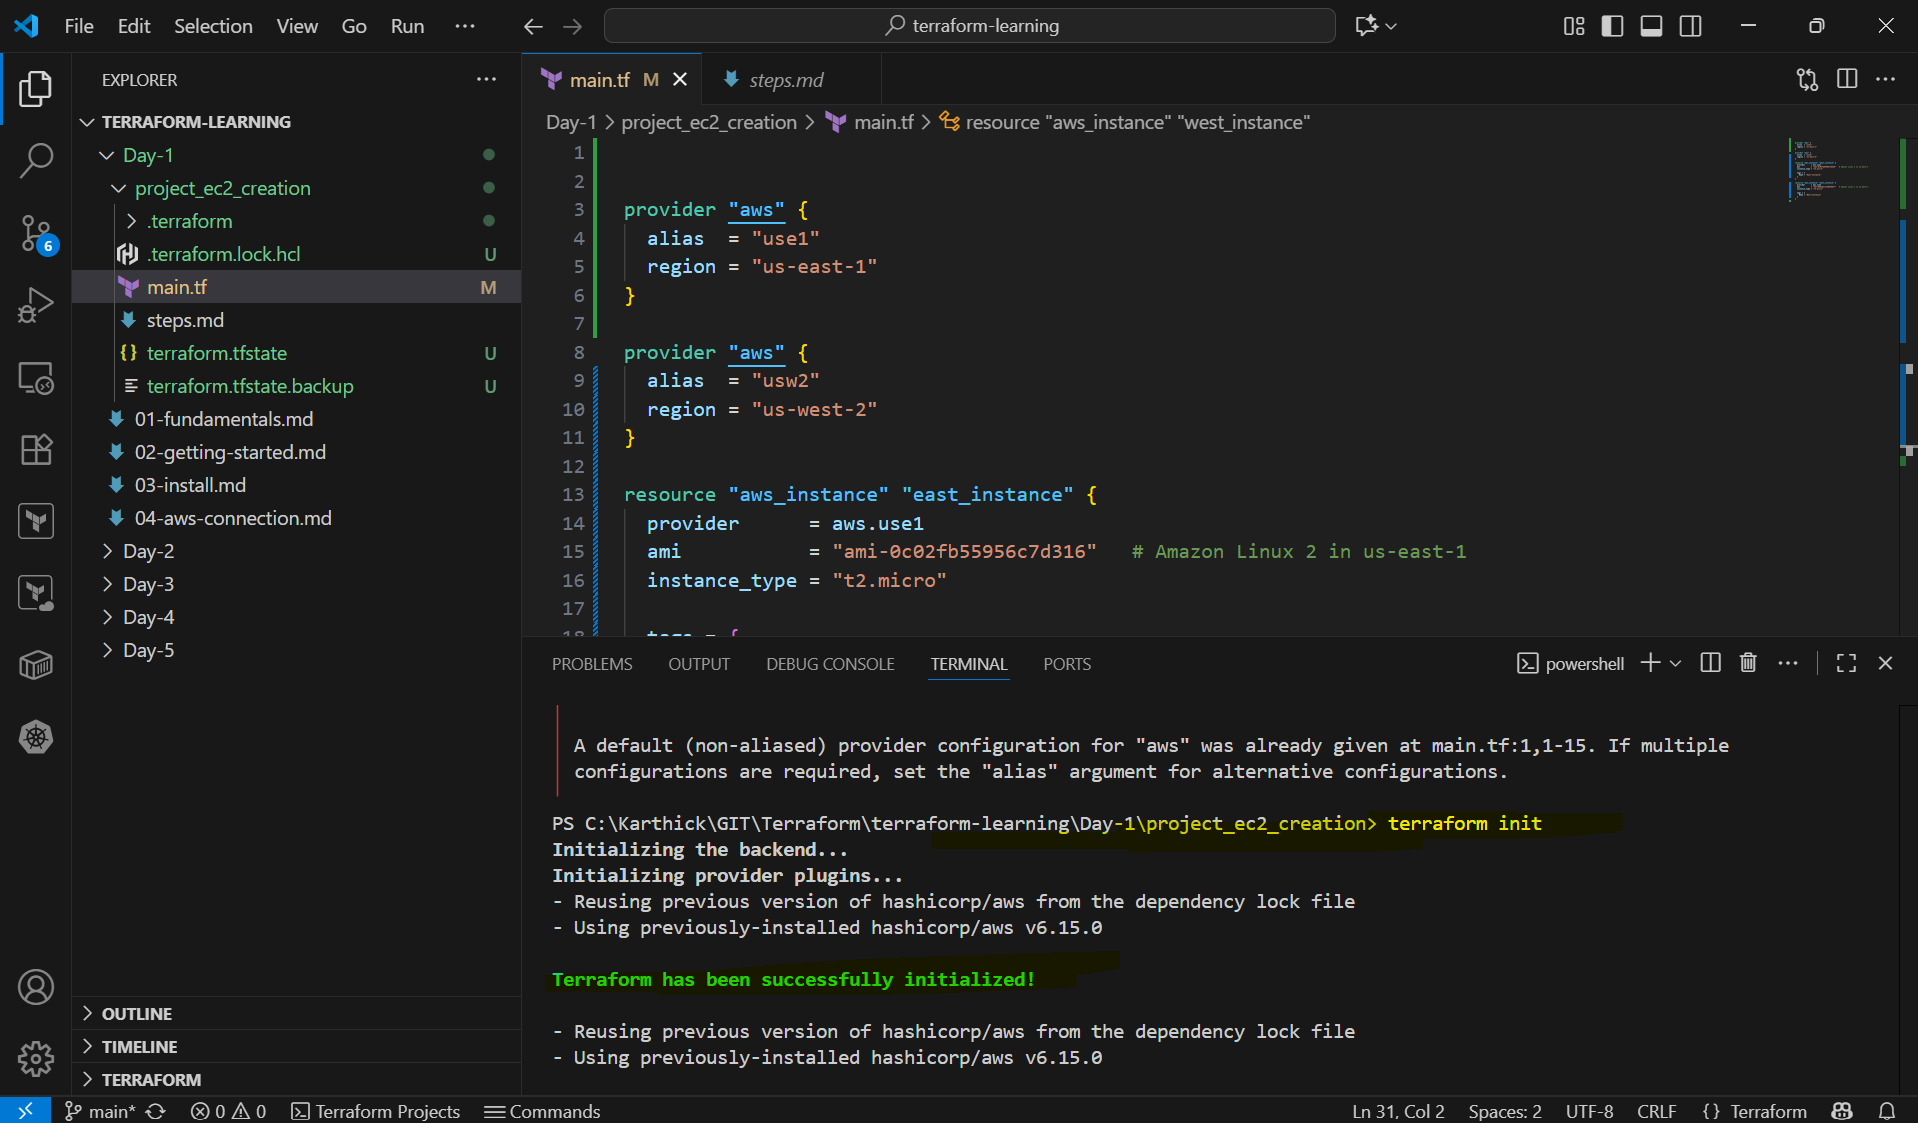 File Edit Selection View Go Run ··· terraform-learning
EXPLORER
TERRAFORM-LEARNING
Day-1
project_ec2_creation
.terraform
.terraform.lock.hcl U
main.tf M
steps.md
terraform.tfstate U
terraform.tfstate.backup U
01-fundamentals.md
02-getting-started.md
03-install.md
04-aws-connection.md
Day-2
Day-3
Day-4
Day-5
OUTLINE
TIMELINE
TERRAFORM
6
main.tf M steps.md
Day-1 > project_ec2_creation > main.tf > resource "aws_instance" "west_instance"
1
2
3 provider "aws" {
4 alias = "use1"
5 region = "us-east-1"
6 }
7
8 provider "aws" {
9 alias = "usw2"
10 region = "us-west-2"
11 }
12
13 resource "aws_instance" "east_instance" {
14 provider = aws.use1
15 ami = "ami-0c02fb55956c7d316" # Amazon Linux 2 in us-east-1
16 instance_type = "t2.micro"
17
18 tags = {
PROBLEMS OUTPUT DEBUG CONSOLE TERMINAL PORTS powershell
A default (non-aliased) provider configuration for "aws" was already given at main.tf:1,1-15. If multiple
configurations are required, set the "alias" argument for alternative configurations.
PS C:\Karthick\GIT\Terraform\terraform-learning\Day-1\project_ec2_creation> terraform init
Initializing the backend...
Initializing provider plugins...
- Reusing previous version of hashicorp/aws from the dependency lock file
- Using previously-installed hashicorp/aws v6.15.0
Terraform has been successfully initialized!
- Reusing previous version of hashicorp/aws from the dependency lock file
- Using previously-installed hashicorp/aws v6.15.0
main* 0 0 Terraform Projects Commands Ln 31, Col 2 Spaces: 2 UTF-8 CRLF {} Terraform